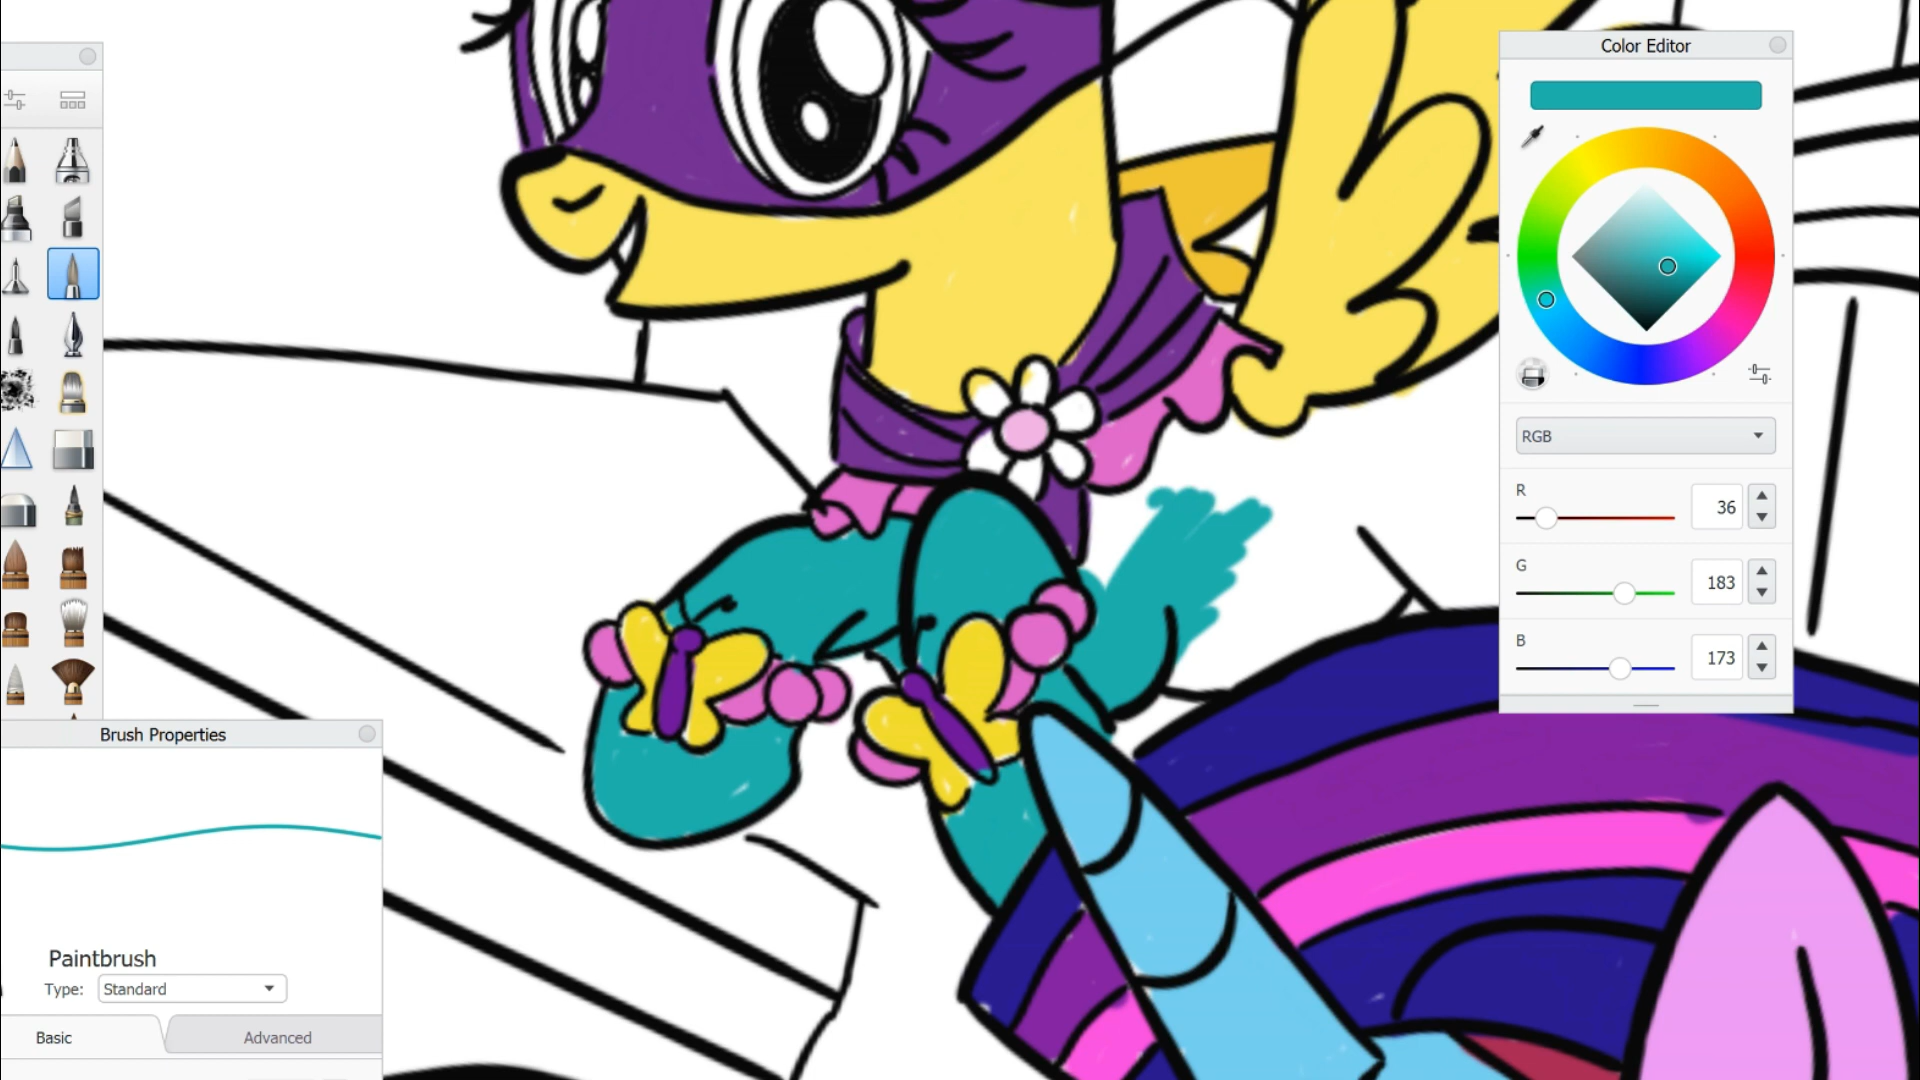 Color Editor
RGB
R
36
G
183
B
173
Brush Properties
Paintbrush
Type: Standard
Basic Advanced